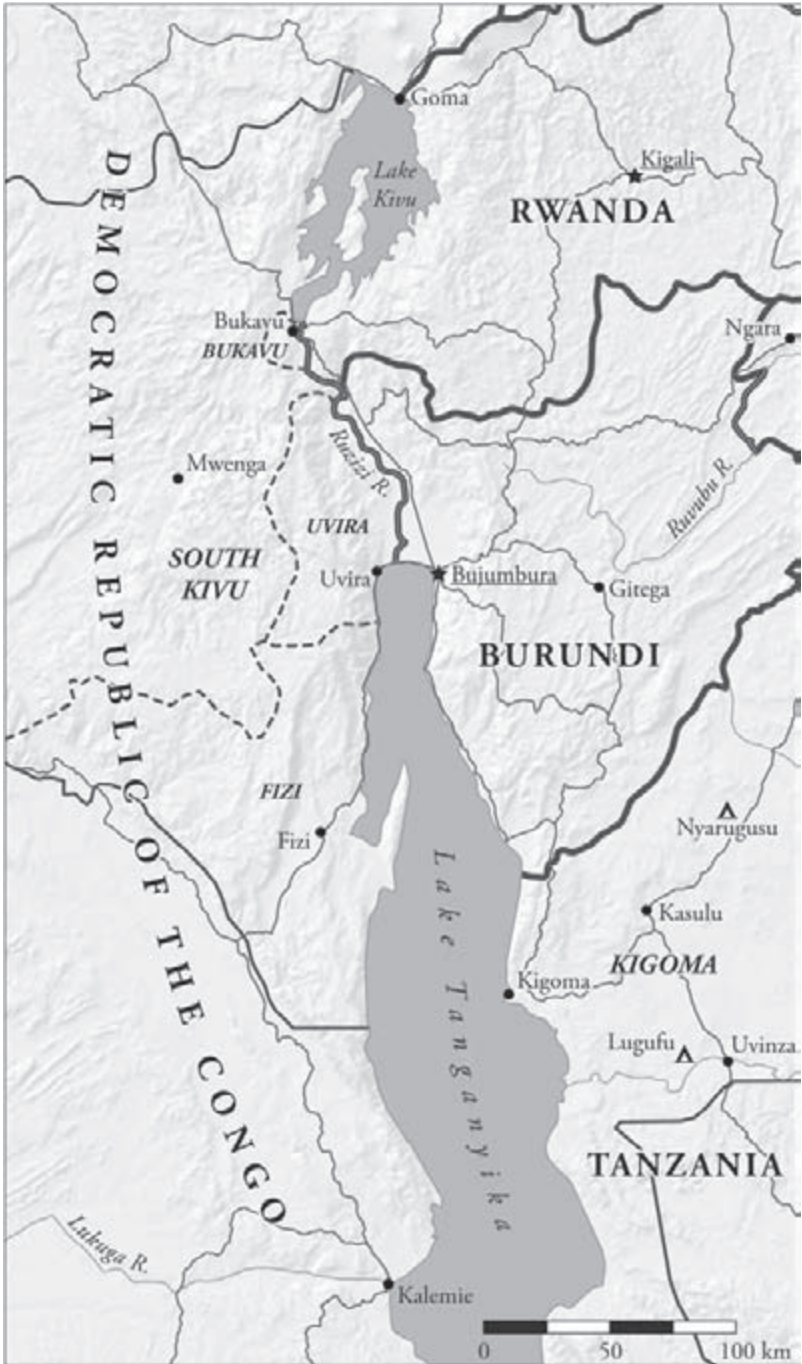 Goma
Lake
Kivu
Kigali
RWANDA
Bukavu
BUKAVU
Ngara
DEMOCRATIC REPUBLIC OF THE CONGO
Ruzizi R.
Mwenga
Ruvubu R.
UVIRA
SOUTH
KIVU
Uvira
Bujumbura
Gitega
BURUNDI
FIZI
Fizi
Nyarugusu
Lake Tanganyika
Kasulu
KIGOMA
Kigoma
Lugufu
Uvinza
TANZANIA
Lukuga R.
Kalemie
0 50 100 km